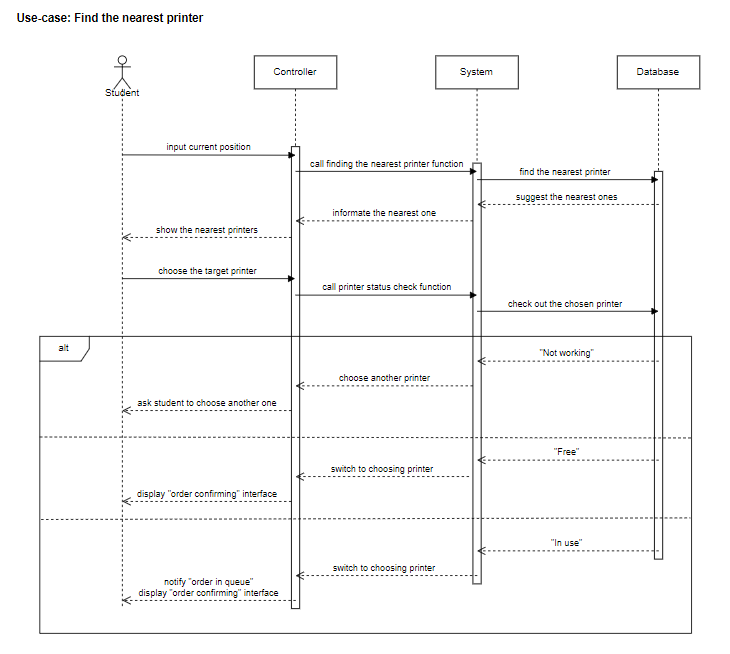 Use-case: Find the nearest printer
Student
Controller
System
Database
input current position
call finding the nearest printer function
find the nearest printer
suggest the nearest ones
informate the nearest one
show the nearest printers
choose the target printer
call printer status check function
check out the chosen printer
alt
"Not working"
choose another printer
ask student to choose another one
"Free"
switch to choosing printer
display "order confirming" interface
"In use"
switch to choosing printer
notify "order in queue"
display "order confirming" interface